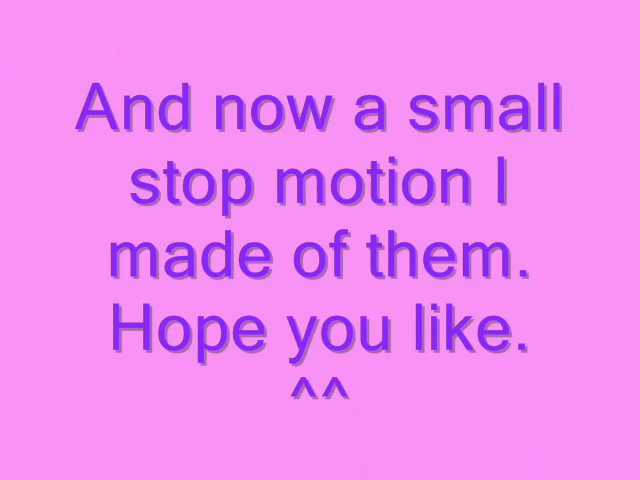 And now a small
stop motion I
made of them.
Hope you like.
^^